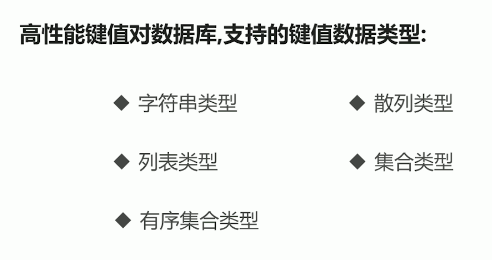 高性能键值对数据库,支持的键值数据类型:
◆ 字符串类型 ◆ 散列类型
◆ 列表类型 ◆ 集合类型
◆ 有序集合类型